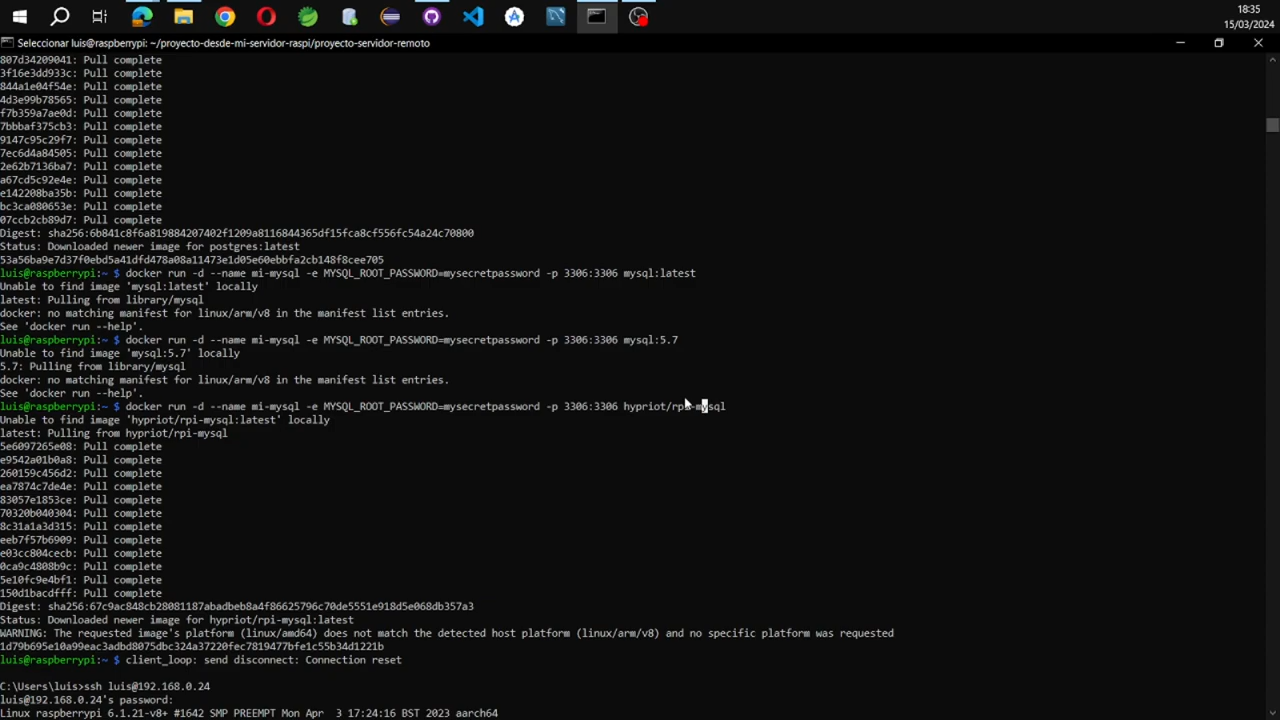 18:35
15/03/2024
Seleccionar luis@raspberrypi: ~/proyecto-desde-mi-servidor-raspi/proyecto-servidor-remoto
807d34209041: Pull complete
3f16e3dd933c: Pull complete
844a1e04f54e: Pull complete
4d3e99b78565: Pull complete
f7b359a7ae0d: Pull complete
7bbbaf375cb3: Pull complete
9147c95c29f7: Pull complete
7ec6d4a84505: Pull complete
2e62b7136ba7: Pull complete
a67cd5c92e4e: Pull complete
e142208ba35b: Pull complete
bc3ca080653e: Pull complete
07ccb2cb89d7: Pull complete
Digest: sha256:6b841c8f6a819884207402f1209a8116844365df15fca8cf556fc54a24c70800
Status: Downloaded newer image for postgres:latest
53a56ba9e7d37f0ebd5a41dfd478a08a11473e1d05e60ebbfa2cb148f8cee705
luis@raspberrypi:~ $ docker run -d --name mi-mysql -e MYSQL_ROOT_PASSWORD=mysecretpassword -p 3306:3306 mysql:latest
Unable to find image 'mysql:latest' locally
latest: Pulling from library/mysql
docker: no matching manifest for linux/arm/v8 in the manifest list entries.
See 'docker run --help'.
luis@raspberrypi:~ $ docker run -d --name mi-mysql -e MYSQL_ROOT_PASSWORD=mysecretpassword -p 3306:3306 mysql:5.7
Unable to find image 'mysql:5.7' locally
5.7: Pulling from library/mysql
docker: no matching manifest for linux/arm/v8 in the manifest list entries.
See 'docker run --help'.
luis@raspberrypi:~ $ docker run -d --name mi-mysql -e MYSQL_ROOT_PASSWORD=mysecretpassword -p 3306:3306 hypriot/rpi-mysql
Unable to find image 'hypriot/rpi-mysql:latest' locally
latest: Pulling from hypriot/rpi-mysql
5e6097265e08: Pull complete
e9542a01b0a8: Pull complete
260159c456d2: Pull complete
ea7874c7de4e: Pull complete
83057e1853ce: Pull complete
70320b040304: Pull complete
8c31a1a3d315: Pull complete
eeb7f57b6909: Pull complete
e03cc804cecb: Pull complete
0ca9c4808b9c: Pull complete
5e10fc9e4bf1: Pull complete
150d1bacdfff: Pull complete
Digest: sha256:67c9ac848cb28081187abadbeb8a4f86625796c70de5551e918d5e068db357a3
Status: Downloaded newer image for hypriot/rpi-mysql:latest
WARNING: The requested image's platform (linux/amd64) does not match the detected host platform (linux/arm/v8) and no specific platform was requested
1d79b695e10a99eac3adbd8075dbc324a37220fec7819477bfe1c55b34d1221b
luis@raspberrypi:~ $ client_loop: send disconnect: Connection reset
C:\Users\luis>ssh luis@192.168.0.24
luis@192.168.0.24's password:
Linux raspberrypi 6.1.21-v8+ #1642 SMP PREEMPT Mon Apr  3 17:24:16 BST 2023 aarch64